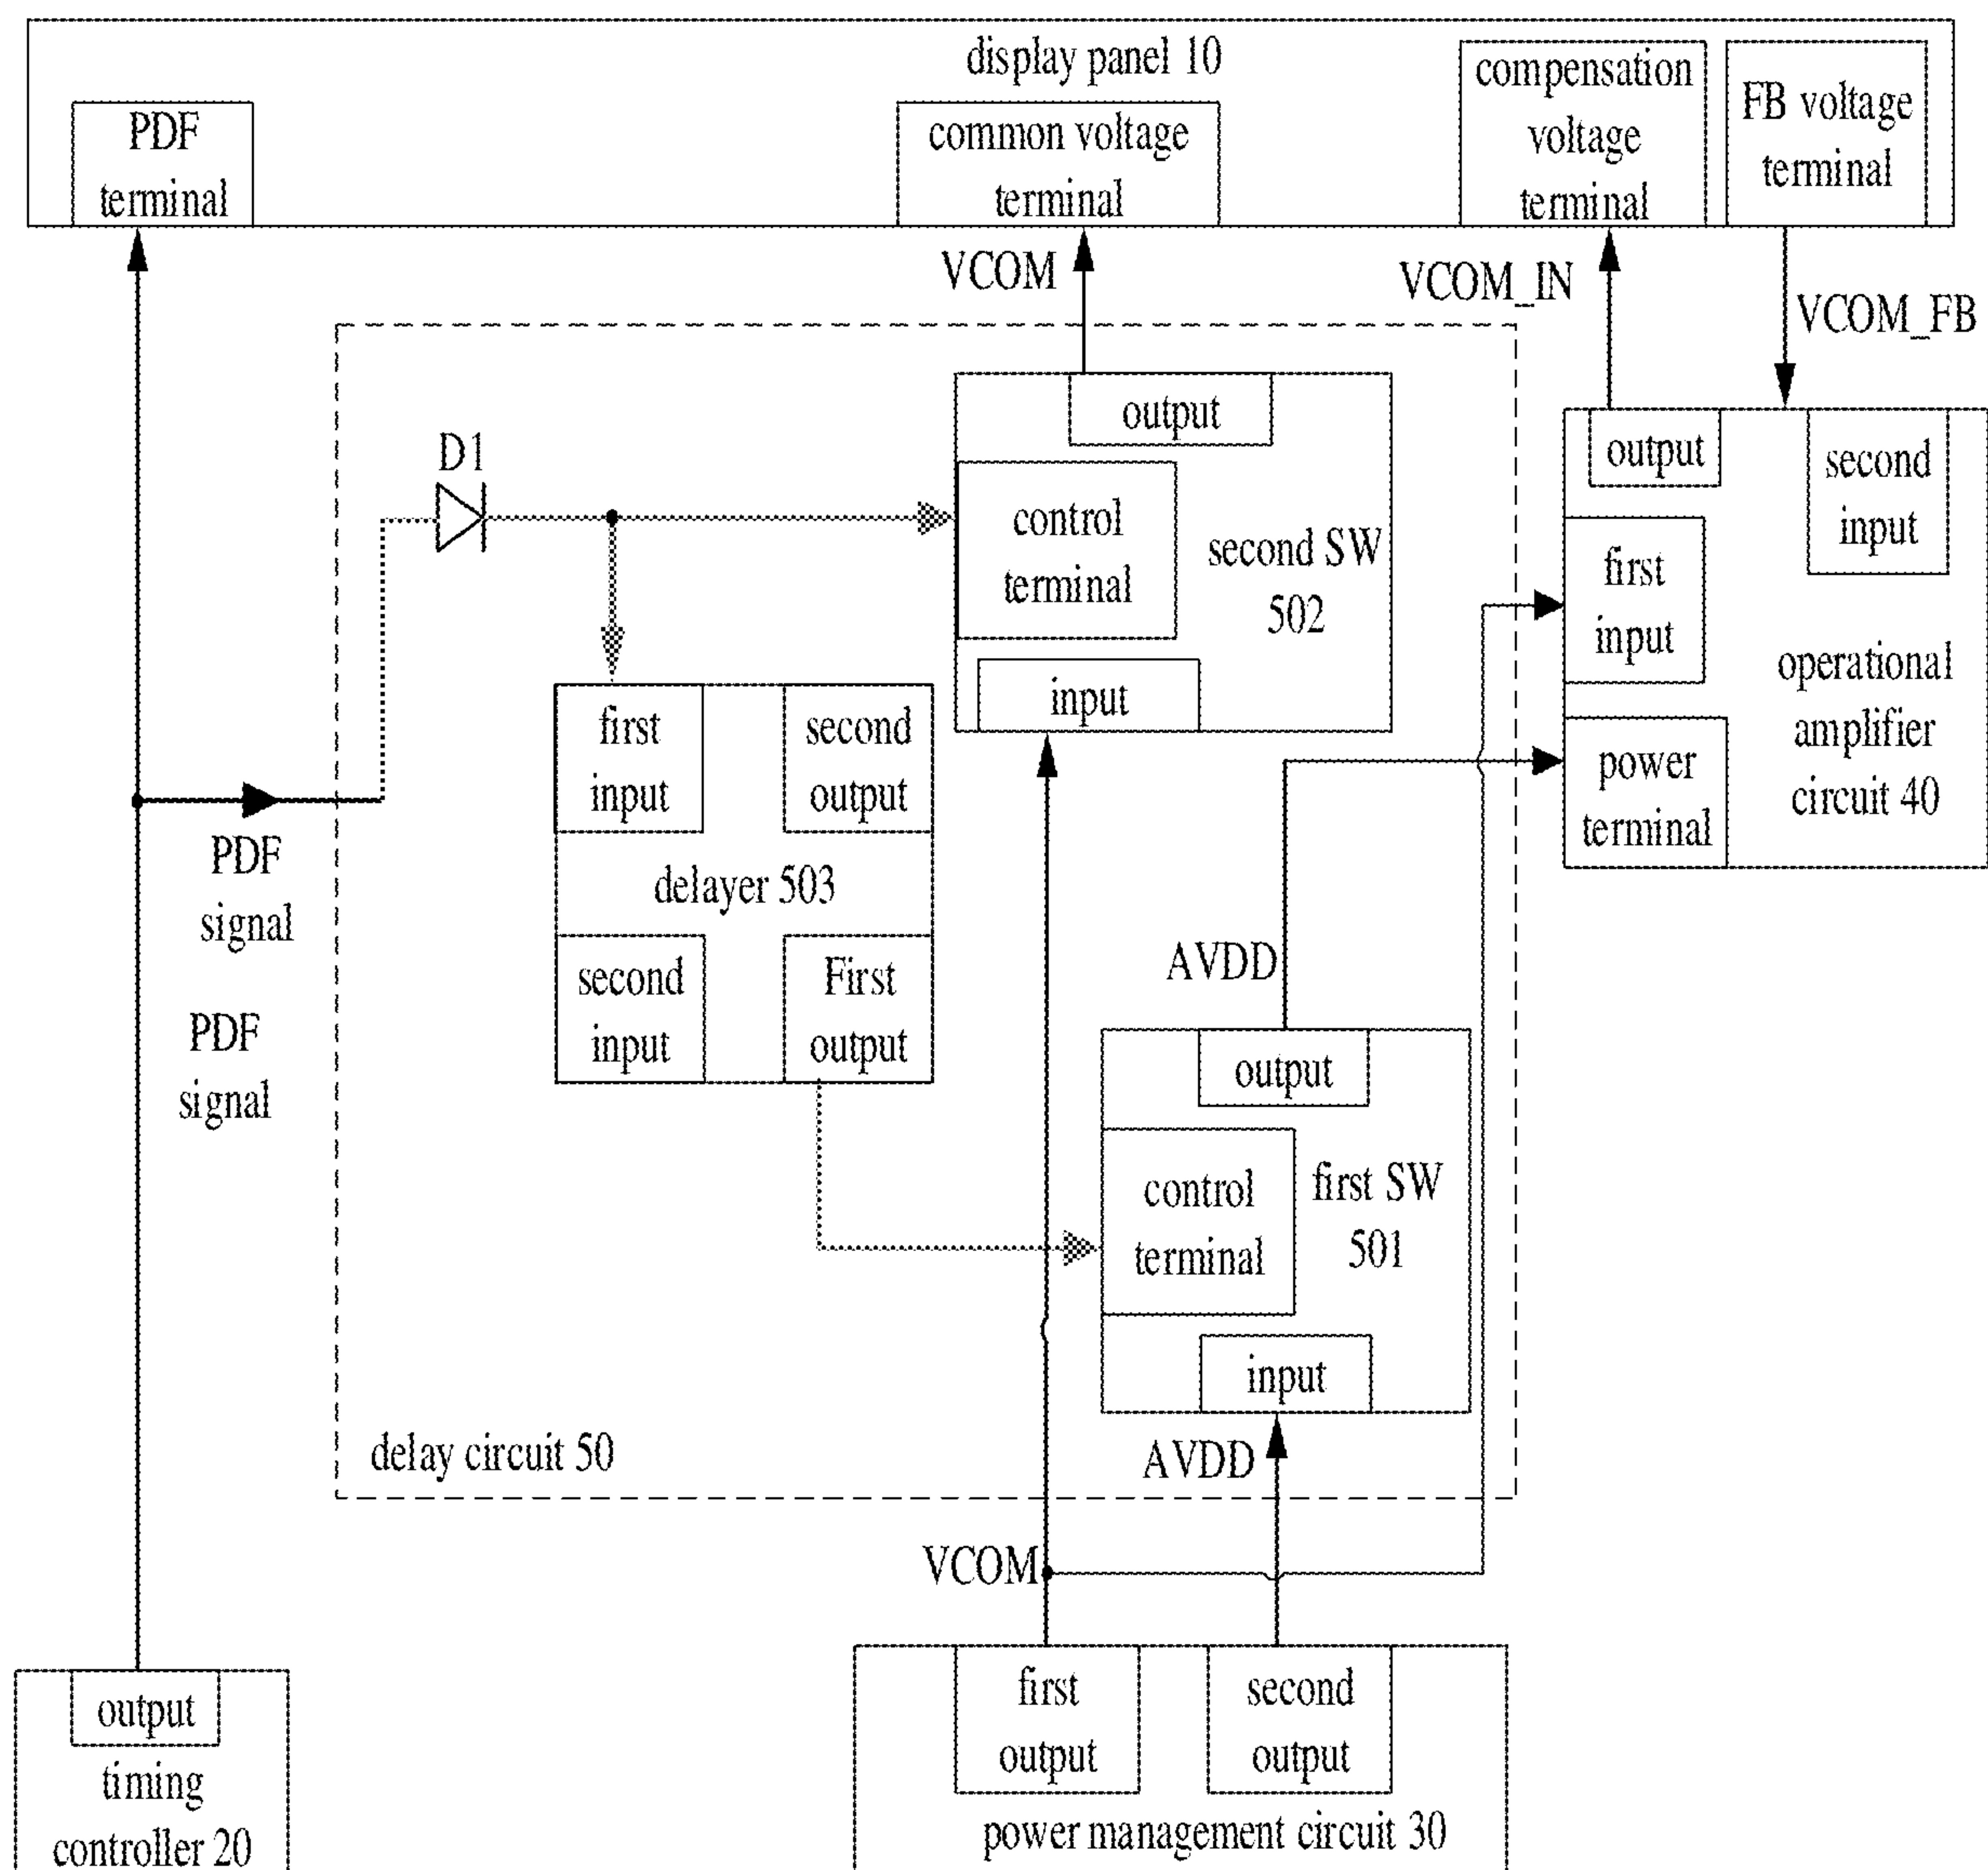 display panel 10
PDF
terminal
common voltage
terminal
compensation
voltage
terminal
FB voltage
terminal
VCOM
VCOM_IN
VCOM_FB
D1
output
control
terminal
second SW
502
input
output
second
input
first
input
operational
amplifier
circuit 40
power
terminal
first
input
second
output
delayer 503
second
input
First
output
PDF
signal
PDF
signal
AVDD
output
control
terminal
first SW
501
input
delay circuit 50
AVDD
VCOM
output
timing
controller 20
first
output
second
output
power management circuit 30